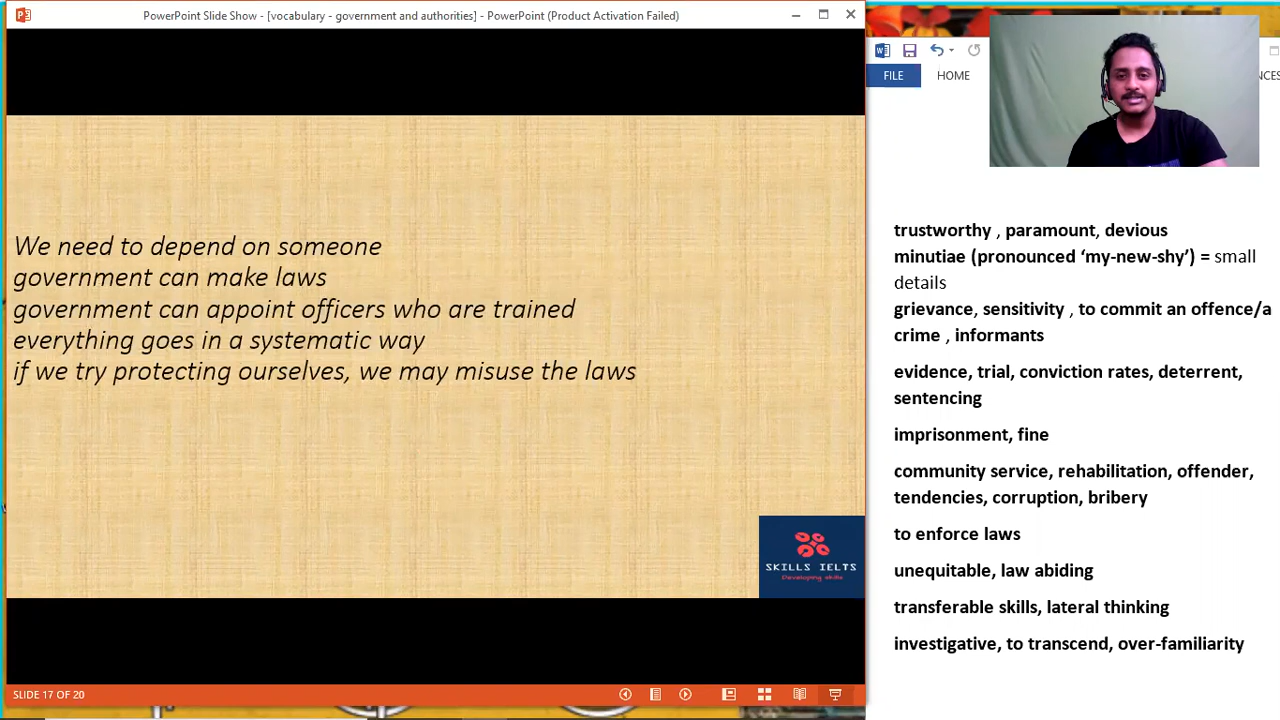 PowerPoint Slide Show - [vocabulary - government and authorities] - PowerPoint (Product Activation Failed)
FILE
HOME
NCES
We need to depend on someone
government can make laws
government can appoint officers who are trained
everything goes in a systematic way
if we try protecting ourselves, we may misuse the laws
SKILLS IELTS
Developing skills
SLIDE 17 OF 20
trustworthy , paramount, devious
minutiae (pronounced ‘my-new-shy’) = small
details
grievance, sensitivity , to commit an offence/a
crime , informants
evidence, trial, conviction rates, deterrent,
sentencing
imprisonment, fine
community service, rehabilitation, offender,
tendencies, corruption, bribery
to enforce laws
unequitable, law abiding
transferable skills, lateral thinking
investigative, to transcend, over-familiarity